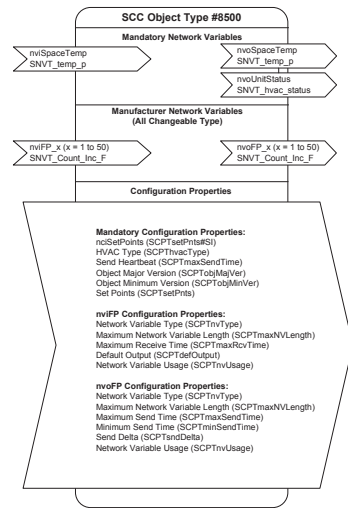 SCC Object Type #8500
Mandatory Network Variables
nviSpaceTemp
SNVT_temp_p
nvoSpaceTemp
SNVT_temp_p
nvoUnitStatus
SNVT_hvac_status
Manufacturer Network Variables
(All Changeable Type)
nviFP_x (x = 1 to 50)
SNVT_Count_Inc_F
nvoFP_x (x = 1 to 50)
SNVT_Count_Inc_F
Configuration Properties
Mandatory Configuration Properties:
nciSetPoints (SCPTsetPnts#SI)
HVAC Type (SCPThvacType)
Send Heartbeat (SCPTmaxSendTime)
Object Major Version (SCPTobjMajVer)
Object Minimum Version (SCPTobjMinVer)
Set Points (SCPTsetPnts)
nviFP Configuration Properties:
Network Variable Type (SCPTnvType)
Maximum Network Variable Length (SCPTmaxNVLength)
Maximum Receive Time (SCPTmaxRcvTime)
Default Output (SCPTdefOutput)
Network Variable Usage (SCPTnvUsage)
nvoFP Configuration Properties:
Network Variable Type (SCPTnvType)
Maximum Network Variable Length (SCPTmaxNVLength)
Maximum Send Time (SCPTmaxSendTime)
Minimum Send Time (SCPTminSendTime)
Send Delta (SCPTsndDelta)
Network Variable Usage (SCPTnvUsage)